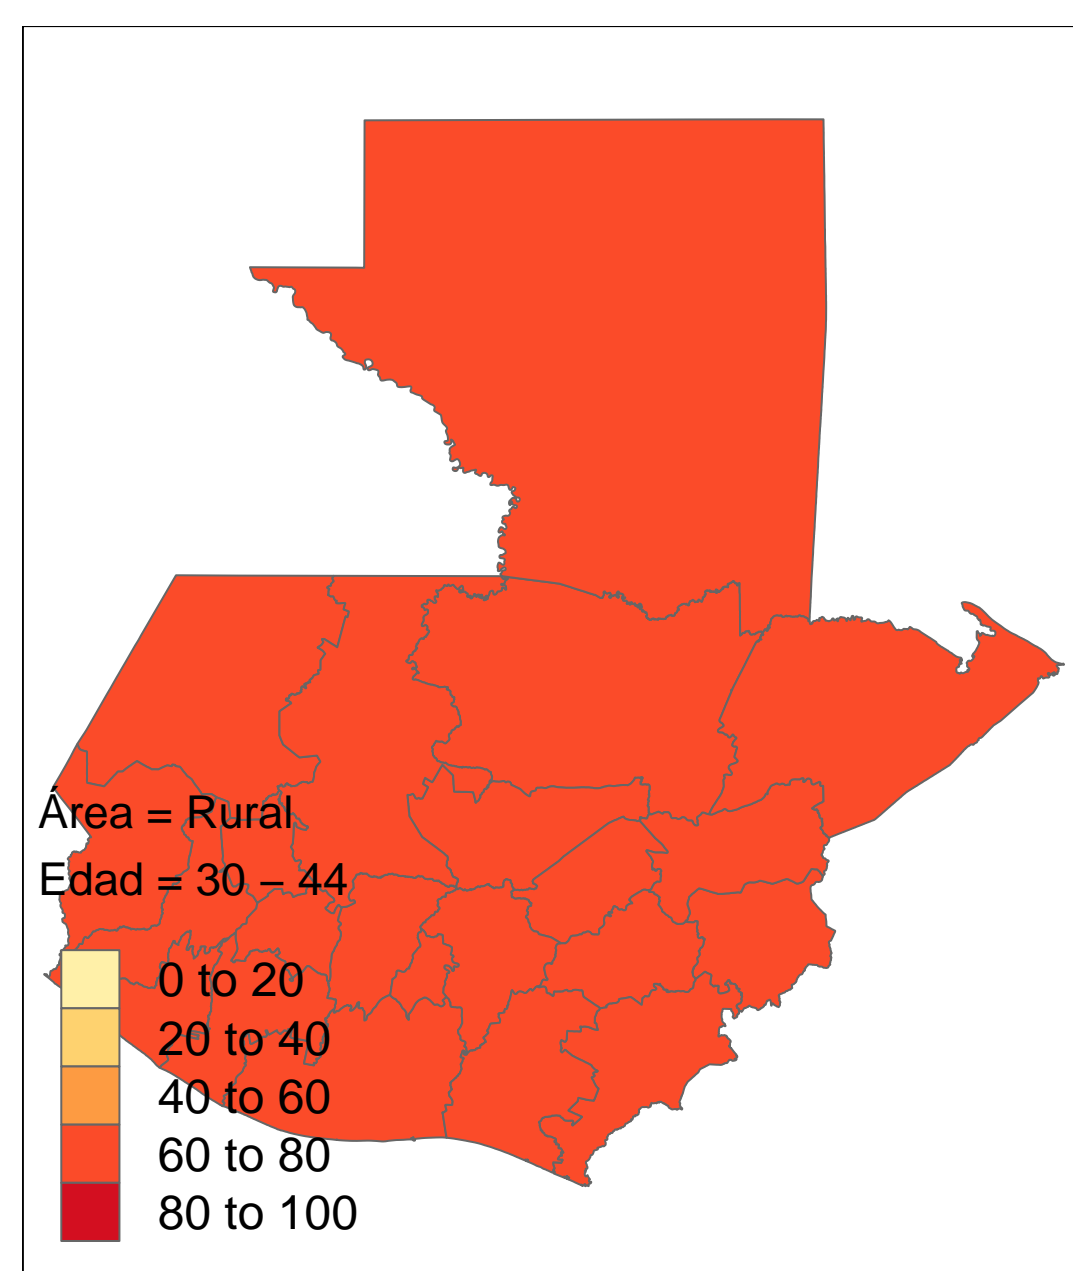 Área = Rural
Edad = 30 – 44
0 to 20
20 to 40
40 to 60
60 to 80
80 to 100